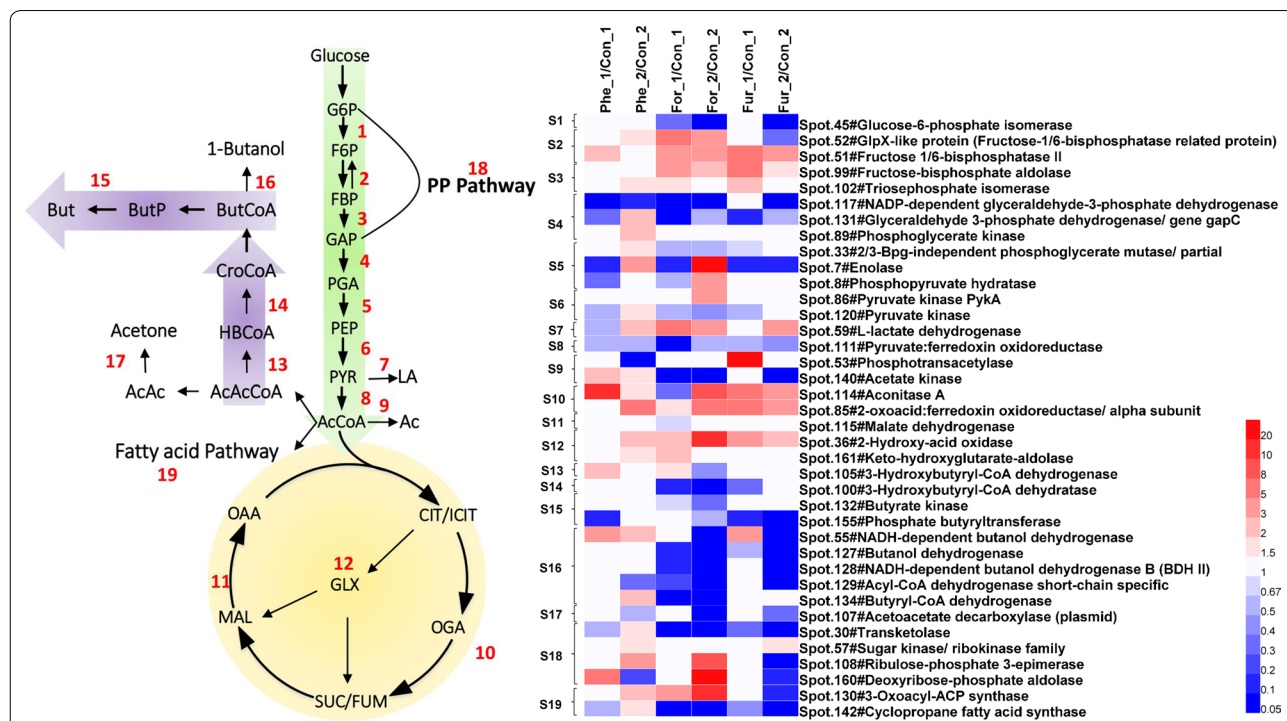 Glucose
G6P
1
F6P
2
FBP
3
GAP
4
PGA
5
PEP
6
PYR
7
LA
8
9
AcCoA
Ac
18
PP Pathway
1-Butanol
15
16
But
ButP
ButCoA
CroCoA
14
HBCoA
Acetone
13
17
AcAc
AcAcCoA
Fatty acid Pathway
19
OAA
CIT/ICIT
12
GLX
11
MAL
OGA
10
SUC/FUM
Phe_1/Con_1
Phe_2/Con_2
For_1/Con_1
For_2/Con_2
Fur_1/Con_1
Fur_2/Con_2
S1
S2
S3
S4
S5
S6
S7
S8
S9
S10
S11
S12
S13
S14
S15
S16
S17
S18
S19
Spot.45#Glucose-6-phosphate isomerase
Spot.52#GlpX-like protein (Fructose-1/6-bisphosphatase related protein)
Spot.51#Fructose 1/6-bisphosphatase II
Spot.99#Fructose-bisphosphate aldolase
Spot.102#Triosephosphate isomerase
Spot.117#NADP-dependent glyceraldehyde-3-phosphate dehydrogenase
Spot.131#Glyceraldehyde 3-phosphate dehydrogenase/ gene gapC
Spot.89#Phosphoglycerate kinase
Spot.33#2/3-Bpg-independent phosphoglycerate mutase/ partial
Spot.7#Enolase
Spot.8#Phosphopyruvate hydratase
Spot.86#Pyruvate kinase PykA
Spot.120#Pyruvate kinase
Spot.59#L-lactate dehydrogenase
Spot.111#Pyruvate:ferredoxin oxidoreductase
Spot.53#Phosphotransacetylase
Spot.140#Acetate kinase
Spot.114#Aconitase A
Spot.85#2-oxoacid:ferredoxin oxidoreductase/ alpha subunit
Spot.115#Malate dehydrogenase
Spot.36#2-Hydroxy-acid oxidase
Spot.161#Keto-hydroxyglutarate-aldolase
Spot.105#3-Hydroxybutyryl-CoA dehydrogenase
Spot.100#3-Hydroxybutyryl-CoA dehydratase
Spot.132#Butyrate kinase
Spot.155#Phosphate butyryltransferase
Spot.55#NADH-dependent butanol dehydrogenase
Spot.127#Butanol dehydrogenase
Spot.128#NADH-dependent butanol dehydrogenase B (BDH II)
Spot.129#Acyl-CoA dehydrogenase short-chain specific
Spot.134#Butyryl-CoA dehydrogenase
Spot.107#Acetoacetate decarboxylase (plasmid)
Spot.30#Transketolase
Spot.57#Sugar kinase/ ribokinase family
Spot.108#Ribulose-phosphate 3-epimerase
Spot.160#Deoxyribose-phosphate aldolase
Spot.130#3-Oxoacyl-ACP synthase
Spot.142#Cyclopropane fatty acid synthase
20
10
8
5
3
2
1.5
1
0.67
0.5
0.4
0.3
0.2
0.1
0.05